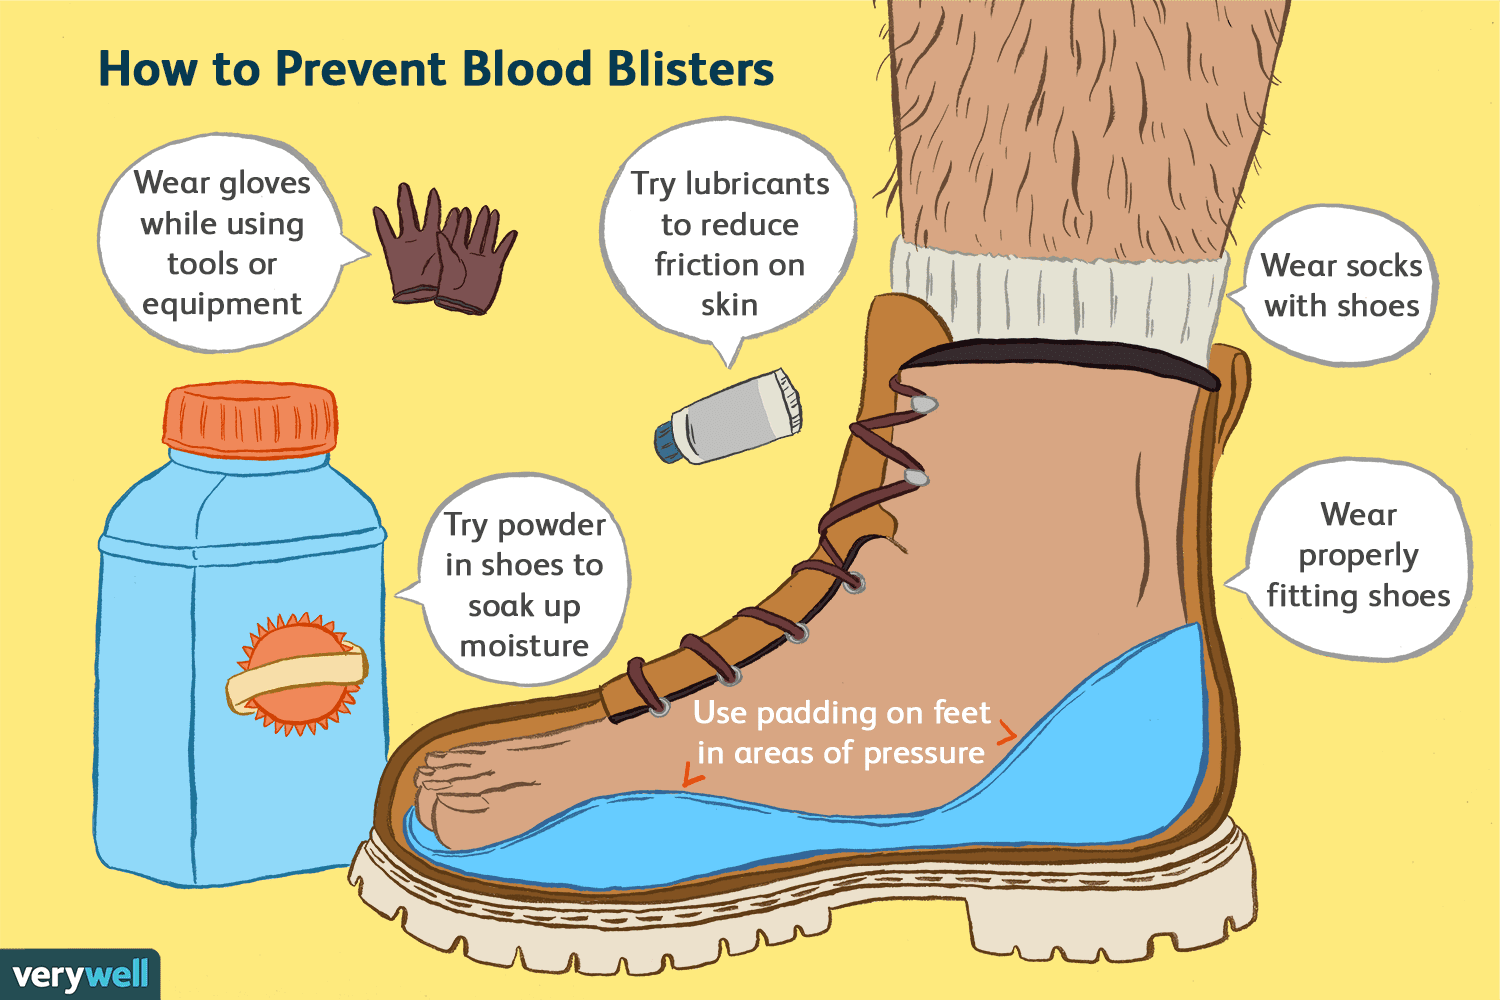 How to Prevent Blood Blisters
Wear gloves
while using
tools or
equipment
Try lubricants
to reduce
friction on
skin
Wear socks
with shoes
Try powder
in shoes to
soak up
moisture
Wear
properly
fitting shoes
Use padding on feet
in areas of pressure
verywell